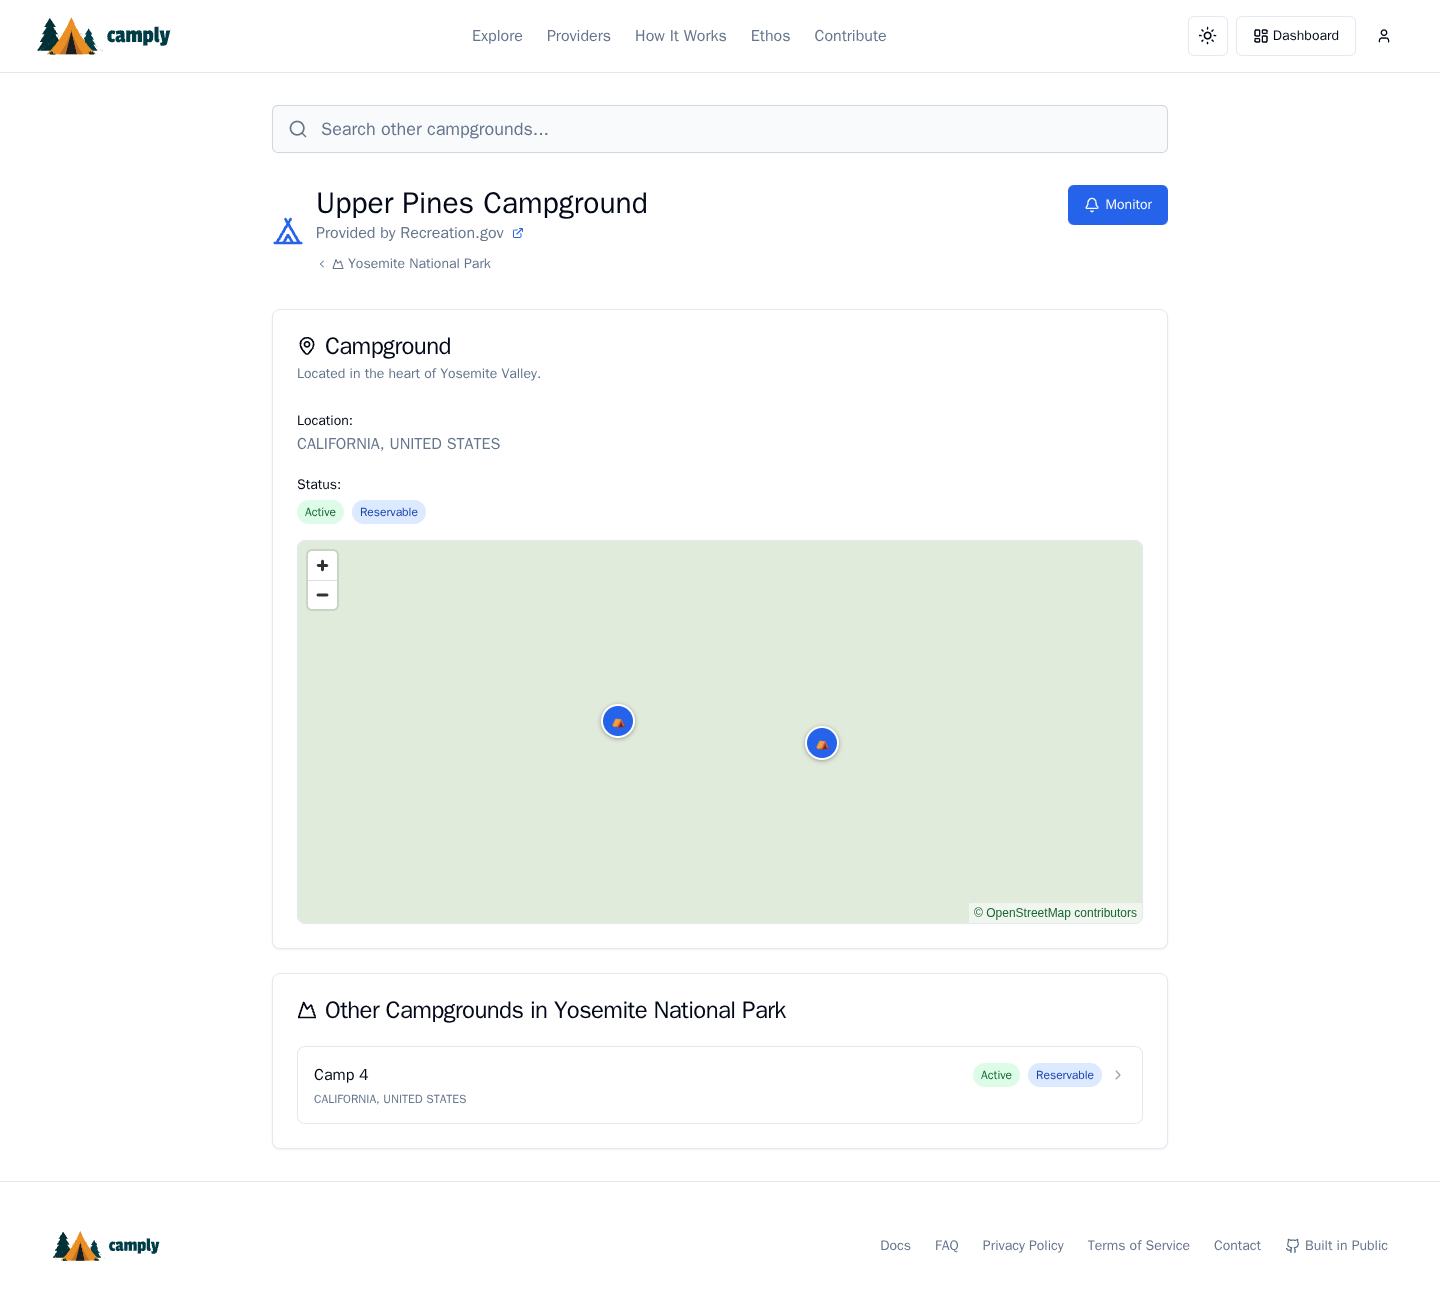 camply
Explore
Providers
How It Works
Ethos
Contribute
Dashboard
Search other campgrounds...
Upper Pines Campground
Monitor
Provided by Recreation.gov
Yosemite National Park
Campground
Located in the heart of Yosemite Valley.
Location:
CALIFORNIA, UNITED STATES
Status:
Active
Reservable
© OpenStreetMap contributors
Other Campgrounds in Yosemite National Park
Camp 4
Active
Reservable
CALIFORNIA, UNITED STATES
camply
Docs
FAQ
Privacy Policy
Terms of Service
Contact
Built in Public